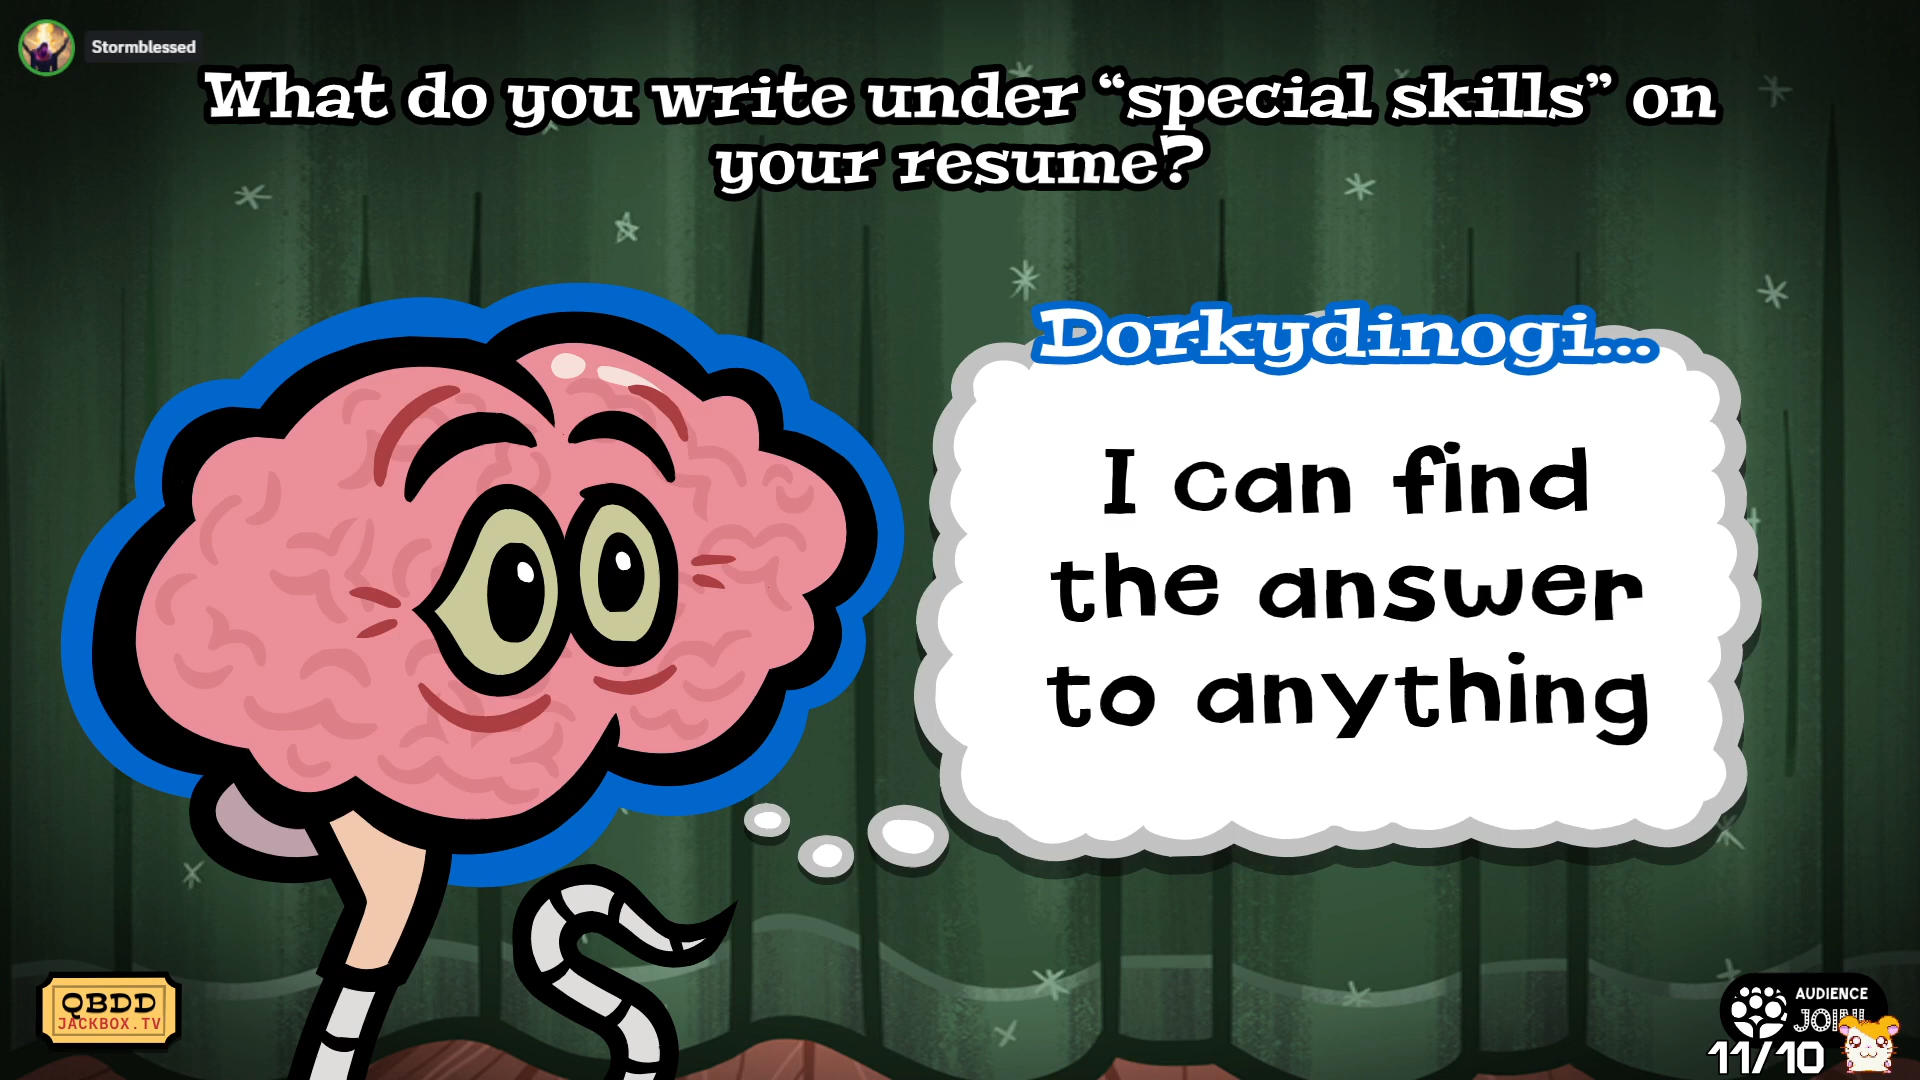 Stormblessed
What do you write under “special skills” on
your resume?
Dorkydinogi...
I can find
the answer
to anything
QBDD
JACKBOX.TV
AUDIENCE
JOIN!
11/10